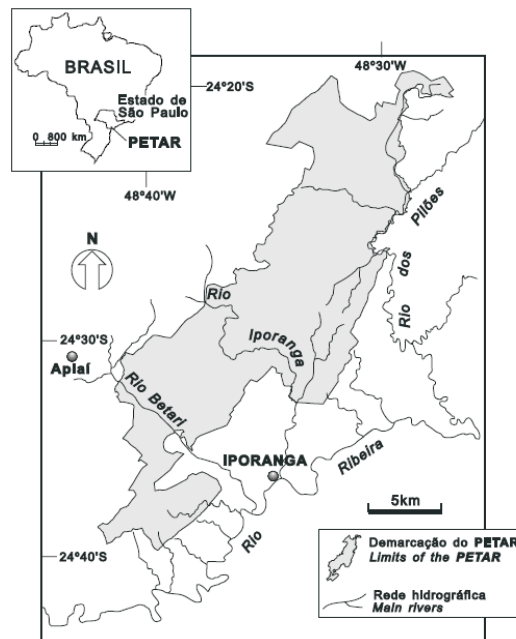 BRASIL
Estado de
São Paulo
0 800 km
PETAR
48°30'W
24°20'S
48°40'W
N
Pilões
dos
Rio
Rio
Iporanga
24°30'S
Apiaí
Rio Betari
IPORANGA
Ribeira
Rio
5km
24°40'S
Demarcação do PETAR
Limits of the PETAR
Rede hidrográfica
Main rivers